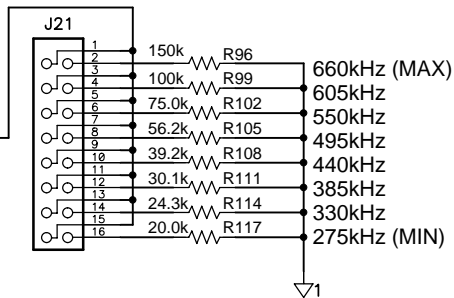 J21
1
150k R96
2
660kHz (MAX)
3
100k R99
4
605kHz
5
75.0k R102
6
550kHz
7
56.2k R105
8
495kHz
9
39.2k R108
10
440kHz
11
30.1k R111
12
385kHz
13
24.3k R114
14
330kHz
15
20.0k R117
16
275kHz (MIN)
1